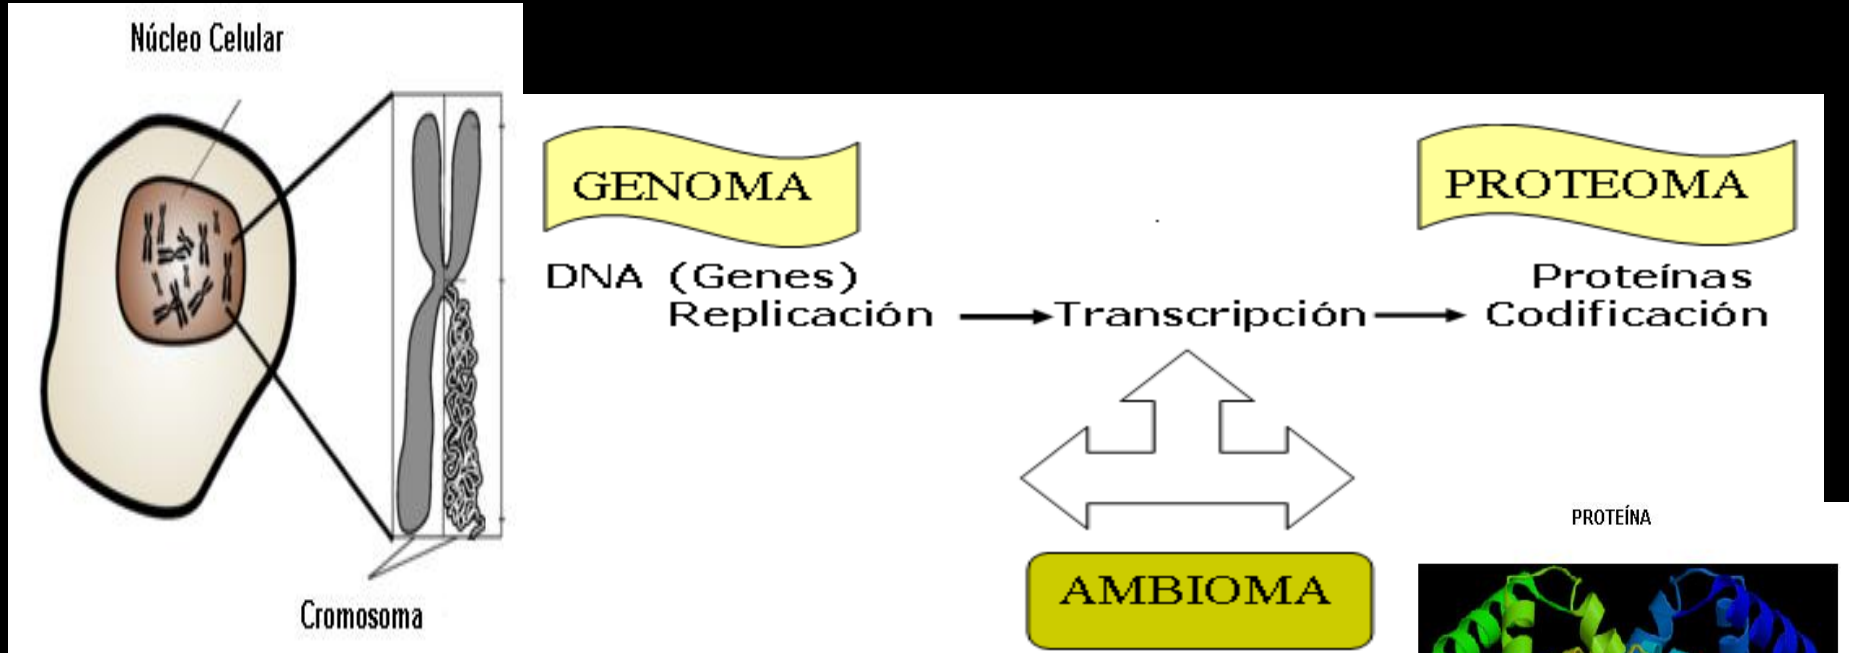 Núcleo Celular
GENOMA
PROTEOMA
DNA (Genes)
Proteínas
Replicación
Transcripción
Codificación
AMBIOMA
PROTEÍNA
Cromosoma